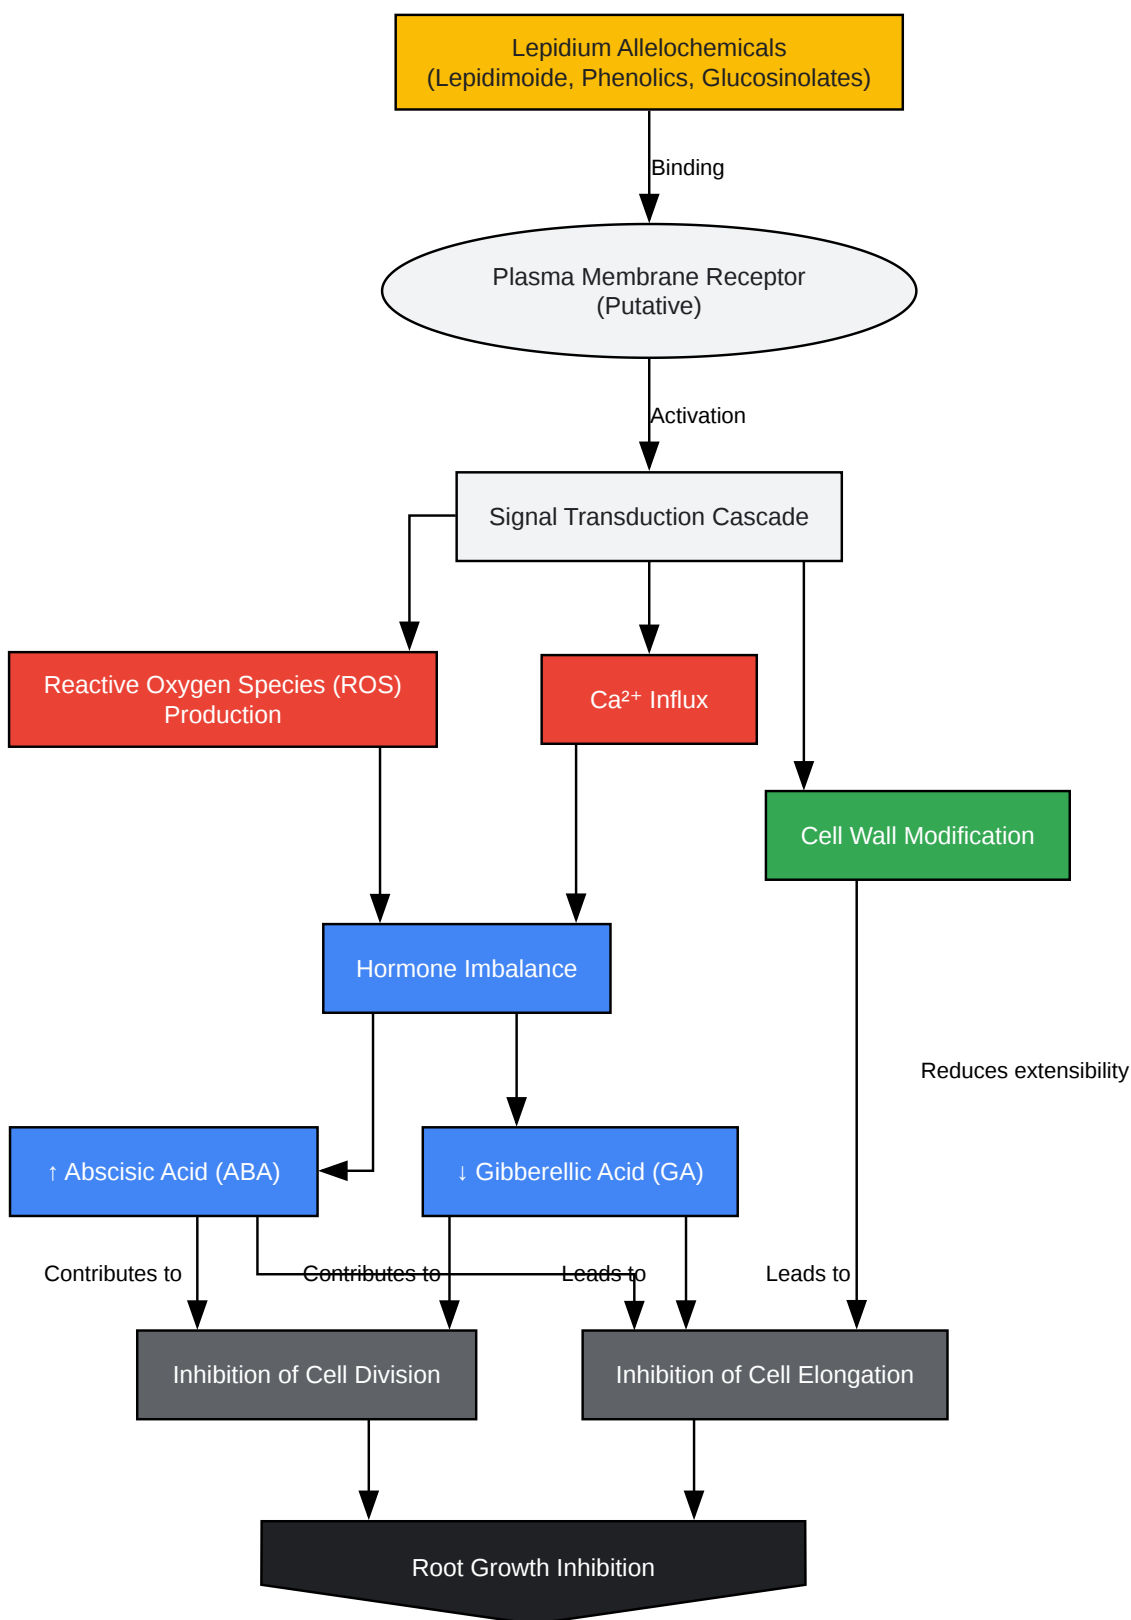 Lepidium Allelochemicals
(Lepidimoide, Phenolics, Glucosinolates)
Binding
Plasma Membrane Receptor
(Putative)
Activation
Signal Transduction Cascade
Reactive Oxygen Species (ROS)
Production
Ca²⁺ Influx
Cell Wall Modification
Hormone Imbalance
Reduces extensibility
↑ Abscisic Acid (ABA)
↓ Gibberellic Acid (GA)
Contributes to
Contributes to
Leads to
Leads to
Inhibition of Cell Division
Inhibition of Cell Elongation
Root Growth Inhibition